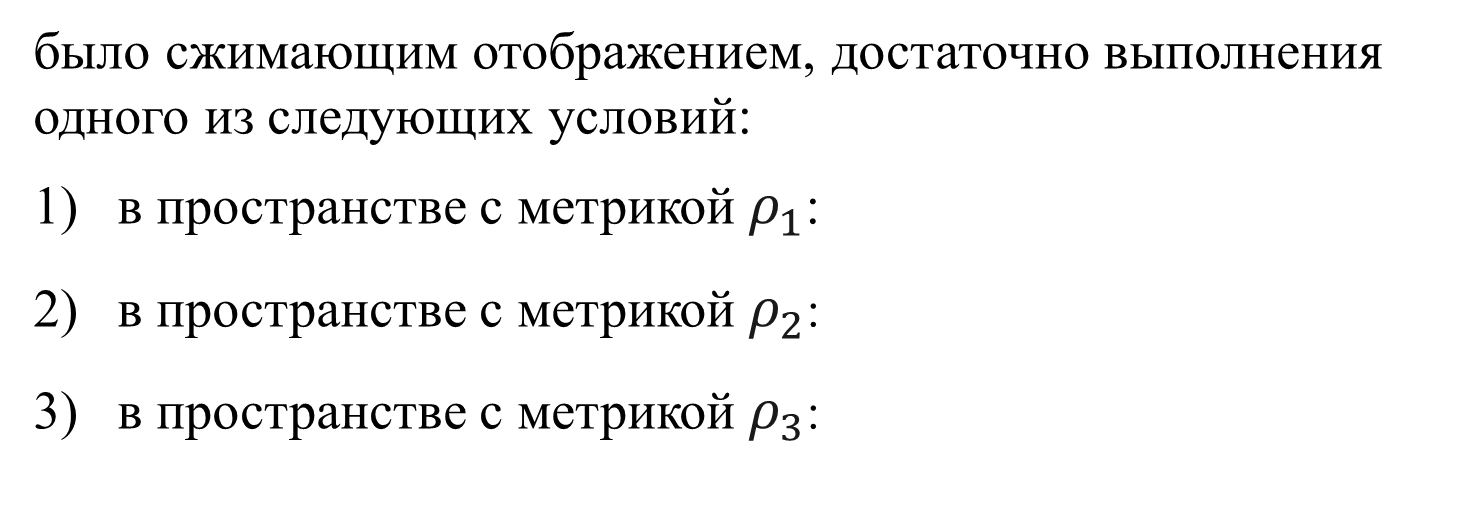 было сжимающим отображением, достаточно выполнения
одного из следующих условий:
1) в пространстве с метрикой ρ₁:
2) в пространстве с метрикой ρ₂:
3) в пространстве с метрикой ρ₃: